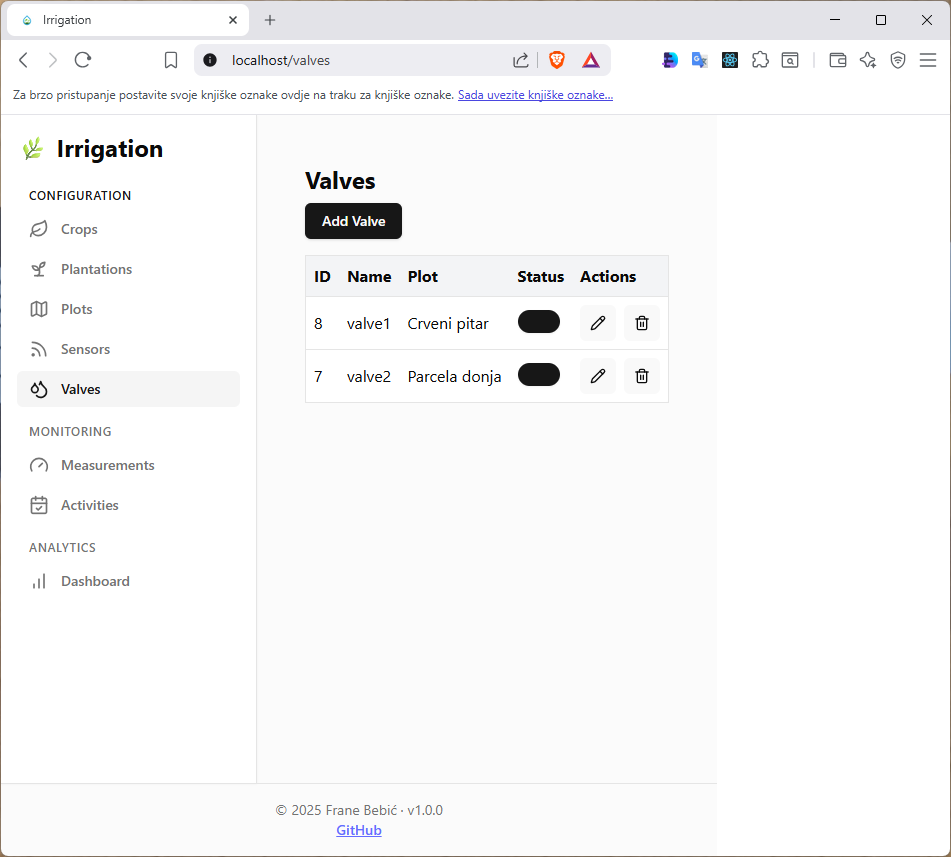 Irrigation
localhost/valves
Za brzo pristupanje postavite svoje knjiške oznake ovdje na traku za knjiške oznake. Sada uvezite knjiške oznake...
Irrigation
CONFIGURATION
Crops
Plantations
Plots
Sensors
Valves
MONITORING
Measurements
Activities
ANALYTICS
Dashboard
Valves
Add Valve
ID Name Plot Status Actions
8 valve1 Crveni pitar
7 valve2 Parcela donja
© 2025 Frane Bebić · v1.0.0
GitHub